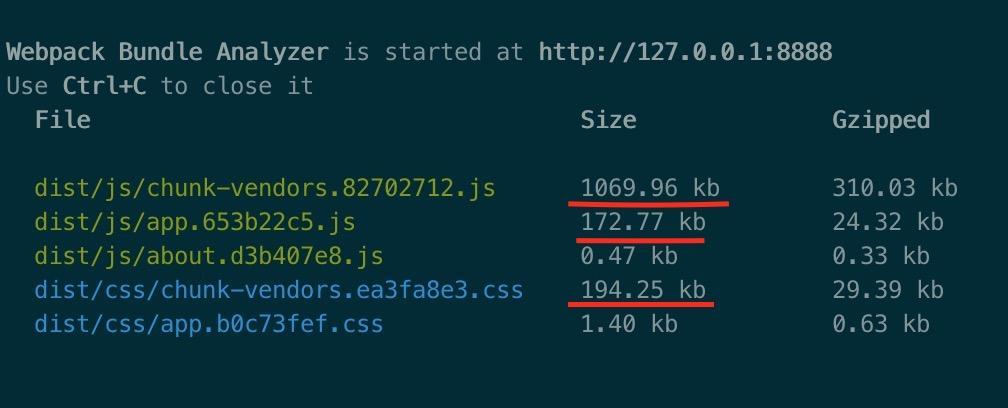 Webpack Bundle Analyzer is started at http://127.0.0.1:8888
Use Ctrl+C to close it
File Size Gzipped
dist/js/chunk-vendors.82702712.js 1069.96 kb 310.03 kb
dist/js/app.653b22c5.js 172.77 kb 24.32 kb
dist/js/about.d3b407e8.js 0.47 kb 0.33 kb
dist/css/chunk-vendors.ea3fa8e3.css 194.25 kb 29.39 kb
dist/css/app.b0c73fef.css 1.40 kb 0.63 kb